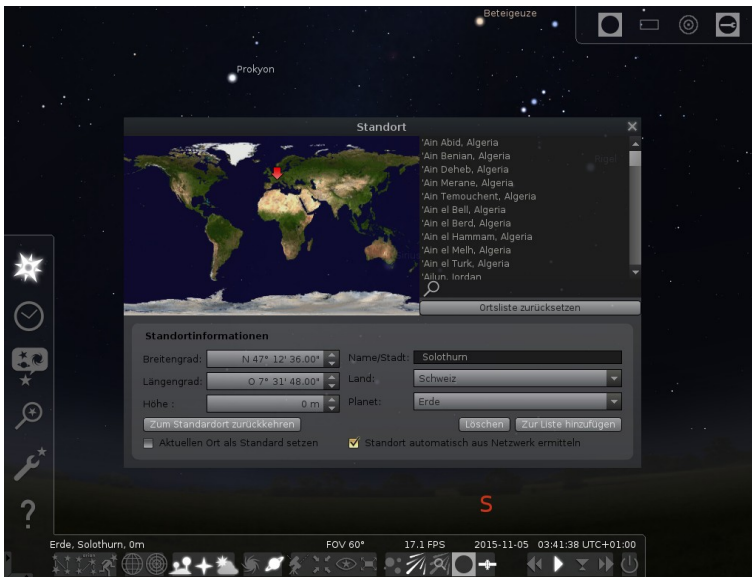 Beteigeuze
Prokyon
Standort
'Ain Abid, Algeria
'Ain Benian, Algeria
'Ain Deheb, Algeria
'Ain Merane, Algeria
'Ain Temouchent, Algeria
'Ain el Bell, Algeria
'Ain el Berd, Algeria
'Ain el Hammam, Algeria
'Ain el Melh, Algeria
'Ain el Turk, Algeria
'Ajlun, Jordan
Rigel
Ortsliste zurücksetzen
Standortinformationen
Breitengrad: N 47° 12' 36.00" Name/Stadt: Solothurn
Längengrad: O 7° 31' 48.00" Land: Schweiz
Höhe : 0 m Planet: Erde
Zum Standardort zurückkehren Löschen Zur Liste hinzufügen
Aktuellen Ort als Standard setzen Standort automatisch aus Netzwerk ermitteln
S
?
Erde, Solothurn, 0m FOV 60° 17.1 FPS 2015-11-05 03:41:38 UTC+01:00